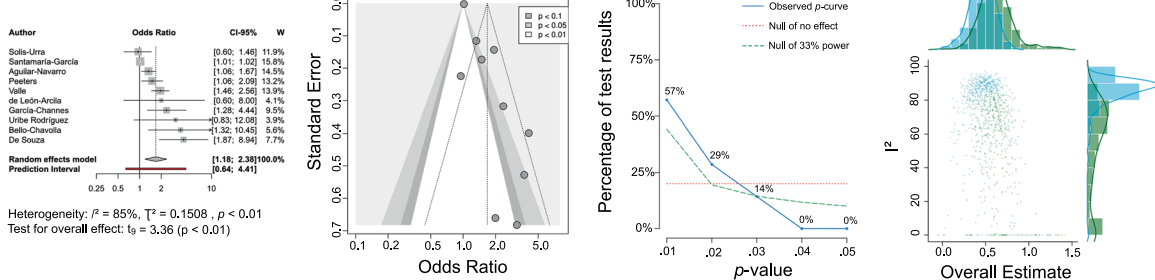 Author Odds Ratio CI-95% W
Solis-Urra [0.60; 1.46] 11.9%
Santamaría-García [1.01; 1.02] 15.8%
Aguilar-Navarro [1.06; 1.67] 14.5%
Peeters [1.06; 2.09] 13.2%
Valle [1.46; 2.56] 13.9%
de León-Arcila [0.60; 8.00] 4.1%
García-Channes [1.28; 4.44] 9.5%
Uribe Rodríguez [0.83; 12.08] 3.9%
Bello-Chavolla [1.32; 10.45] 5.6%
De Souza [1.87; 8.94] 7.7%
Random effects model [1.18; 2.38] 100.0%
Prediction Interval [0.64; 4.41]
0.25 0.5 1 2 10
Heterogeneity: I² = 85%, τ² = 0.1508 , p < 0.01
Test for overall effect: t₉ = 3.36 (p < 0.01)
Standard Error
0.1
0.2
0.3
0.4
0.5
0.6
0.7
p < 0.1
p < 0.05
p < 0.01
0.1 0.2 0.5 1.0 2.0 5.0
Odds Ratio
Percentage of test results
100%
75%
50%
25%
0%
Observed p-curve
Null of no effect
Null of 33% power
57%
29%
14%
0%
0%
.01 .02 .03 .04 .05
p-value
I²
100
80
60
40
20
0
0.0 0.5 1.0 1.5
Overall Estimate